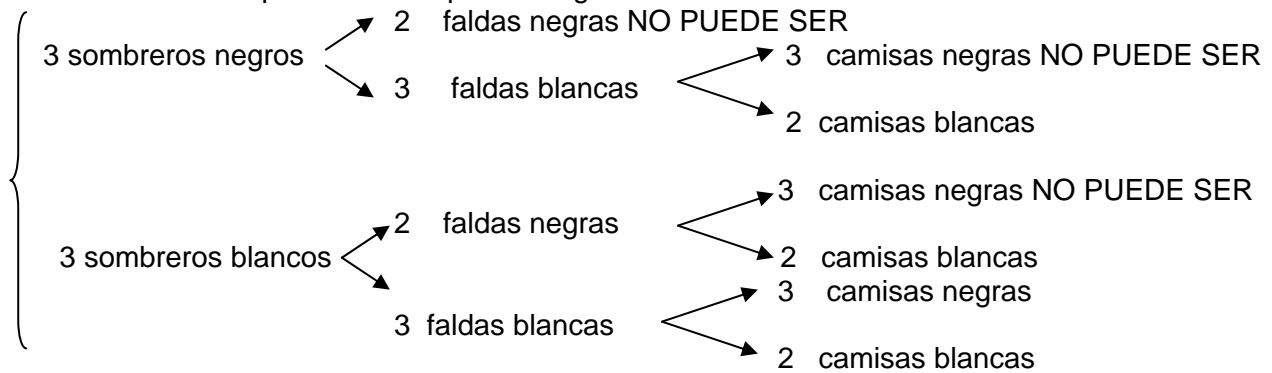 2 faldas negras NO PUEDE SER
3 sombreros negros
3 camisas negras NO PUEDE SER
3 faldas blancas
2 camisas blancas
3 camisas negras NO PUEDE SER
2 faldas negras
3 sombreros blancos
2 camisas blancas
3 camisas negras
3 faldas blancas
2 camisas blancas